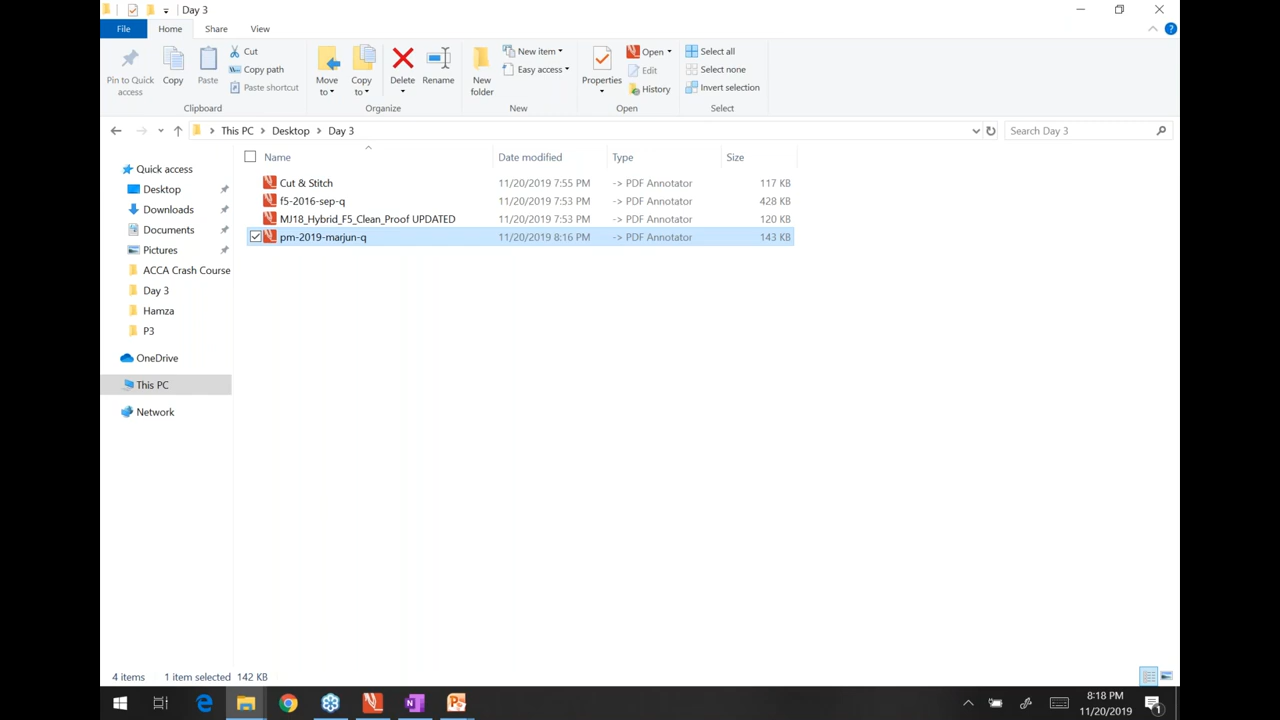 Day 3
File Home Share View
Pin to Quick access
Copy
Paste
Cut
Copy path
Paste shortcut
Clipboard
Move to
Copy to
Delete
Rename
Organize
New folder
New item
Easy access
New
Properties
Open
Edit
History
Open
Select all
Select none
Invert selection
Select
This PC > Desktop > Day 3
Search Day 3
Name Date modified Type Size
Cut & Stitch 11/20/2019 7:55 PM -> PDF Annotator 117 KB
f5-2016-sep-q 11/20/2019 7:53 PM -> PDF Annotator 428 KB
MJ18_Hybrid_F5_Clean_Proof UPDATED 11/20/2019 7:53 PM -> PDF Annotator 120 KB
pm-2019-marjun-q 11/20/2019 8:16 PM -> PDF Annotator 143 KB
Quick access
Desktop
Downloads
Documents
Pictures
ACCA Crash Course
Day 3
Hamza
P3
OneDrive
This PC
Network
4 items 1 item selected 142 KB
8:18 PM
11/20/2019
1